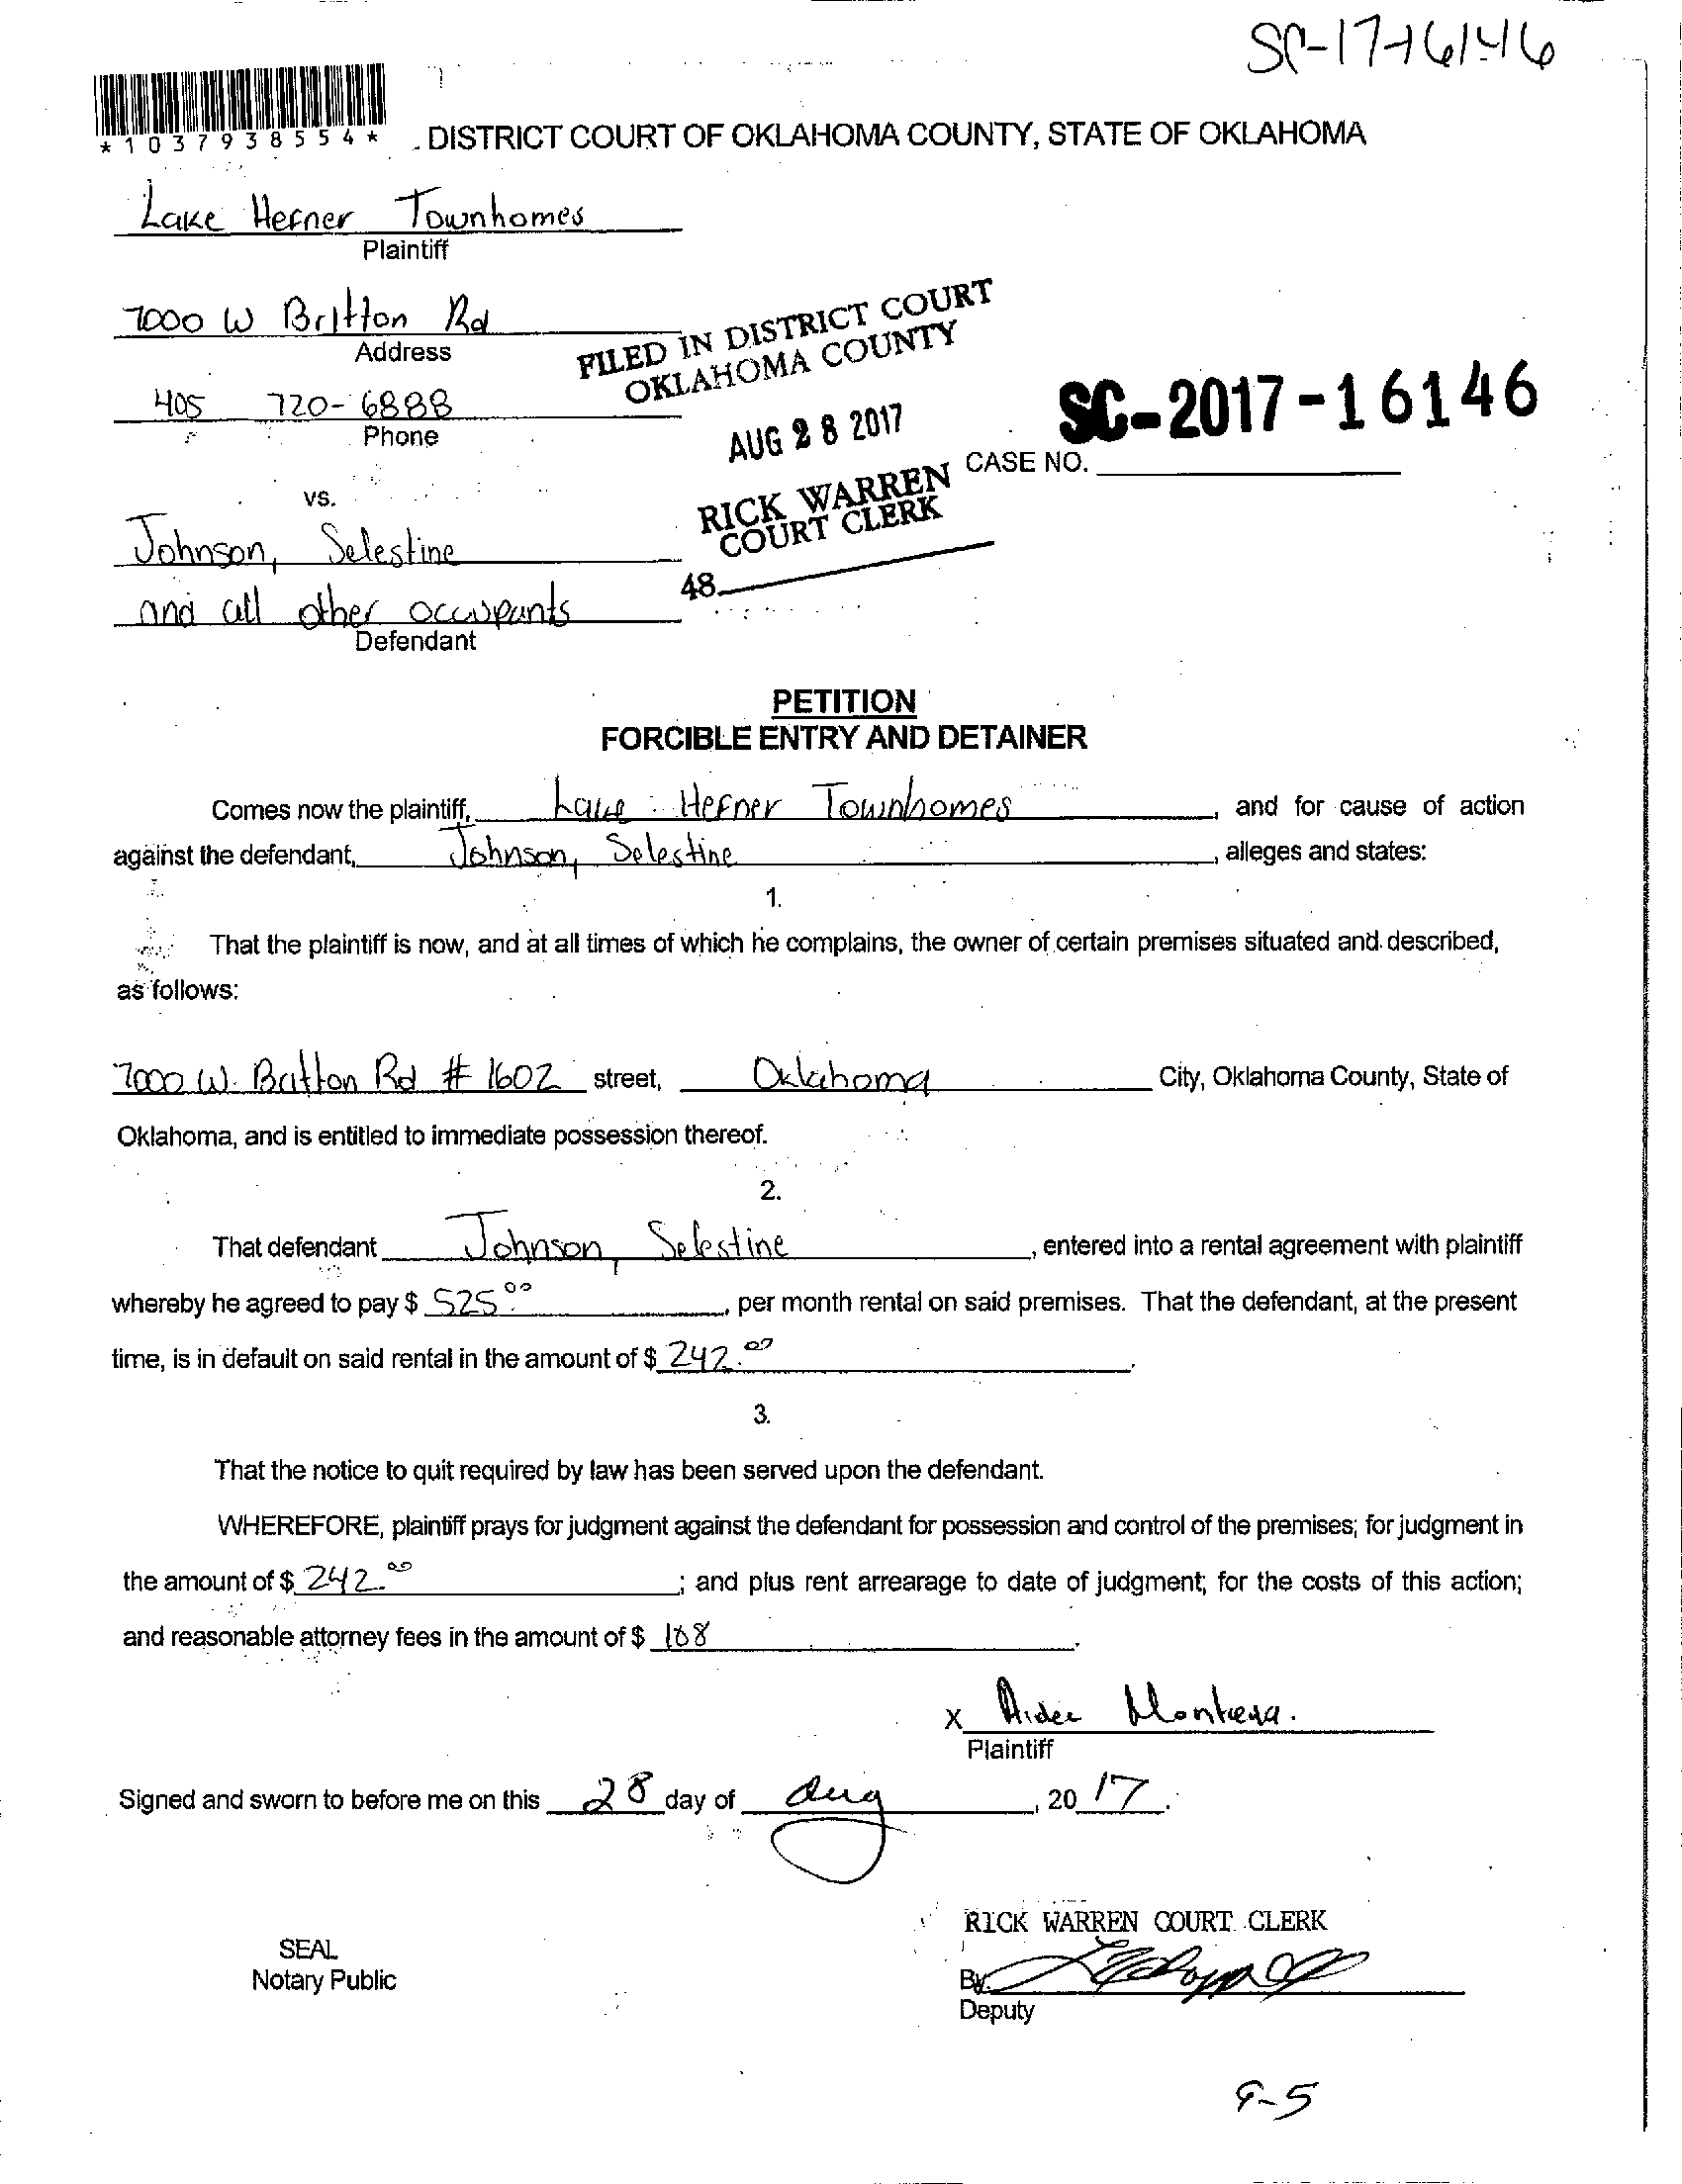 SC-17-16146
*1037938554*
DISTRICT COURT OF OKLAHOMA COUNTY, STATE OF OKLAHOMA
Lake Hefner Townhomes
Plaintiff
7000 W Britton Rd
Address
405 720-6888
Phone
FILED IN DISTRICT COURT
OKLAHOMA COUNTY
AUG 28 2017
RICK WARREN
COURT CLERK
48
SC-2017-16146
CASE NO.
vs.
Johnson, Selestine
and all other occupants
Defendant
PETITION
FORCIBLE ENTRY AND DETAINER
Comes now the plaintiff, Lake Hefner Townhomes, and for cause of action
against the defendant, Johnson, Selestine, alleges and states:
1.
That the plaintiff is now, and at all times of which he complains, the owner of certain premises situated and described,
as follows:
7000 W. Britton Rd # 1602 street, Oklahoma City, Oklahoma County, State of
Oklahoma, and is entitled to immediate possession thereof.
2.
That defendant Johnson, Selestine, entered into a rental agreement with plaintiff
whereby he agreed to pay $ 525.00, per month rental on said premises. That the defendant, at the present
time, is in default on said rental in the amount of $ 242.00.
3.
That the notice to quit required by law has been served upon the defendant.
WHEREFORE, plaintiff prays for judgment against the defendant for possession and control of the premises; for judgment in
the amount of $ 242.00; and plus rent arrearage to date of judgment; for the costs of this action;
and reasonable attorney fees in the amount of $ 108.
X Aidee
Plaintiff
Signed and sworn to before me on this 28 day of Aug, 2017.
RICK WARREN COURT CLERK
SEAL
Notary Public
By
Deputy
9-5